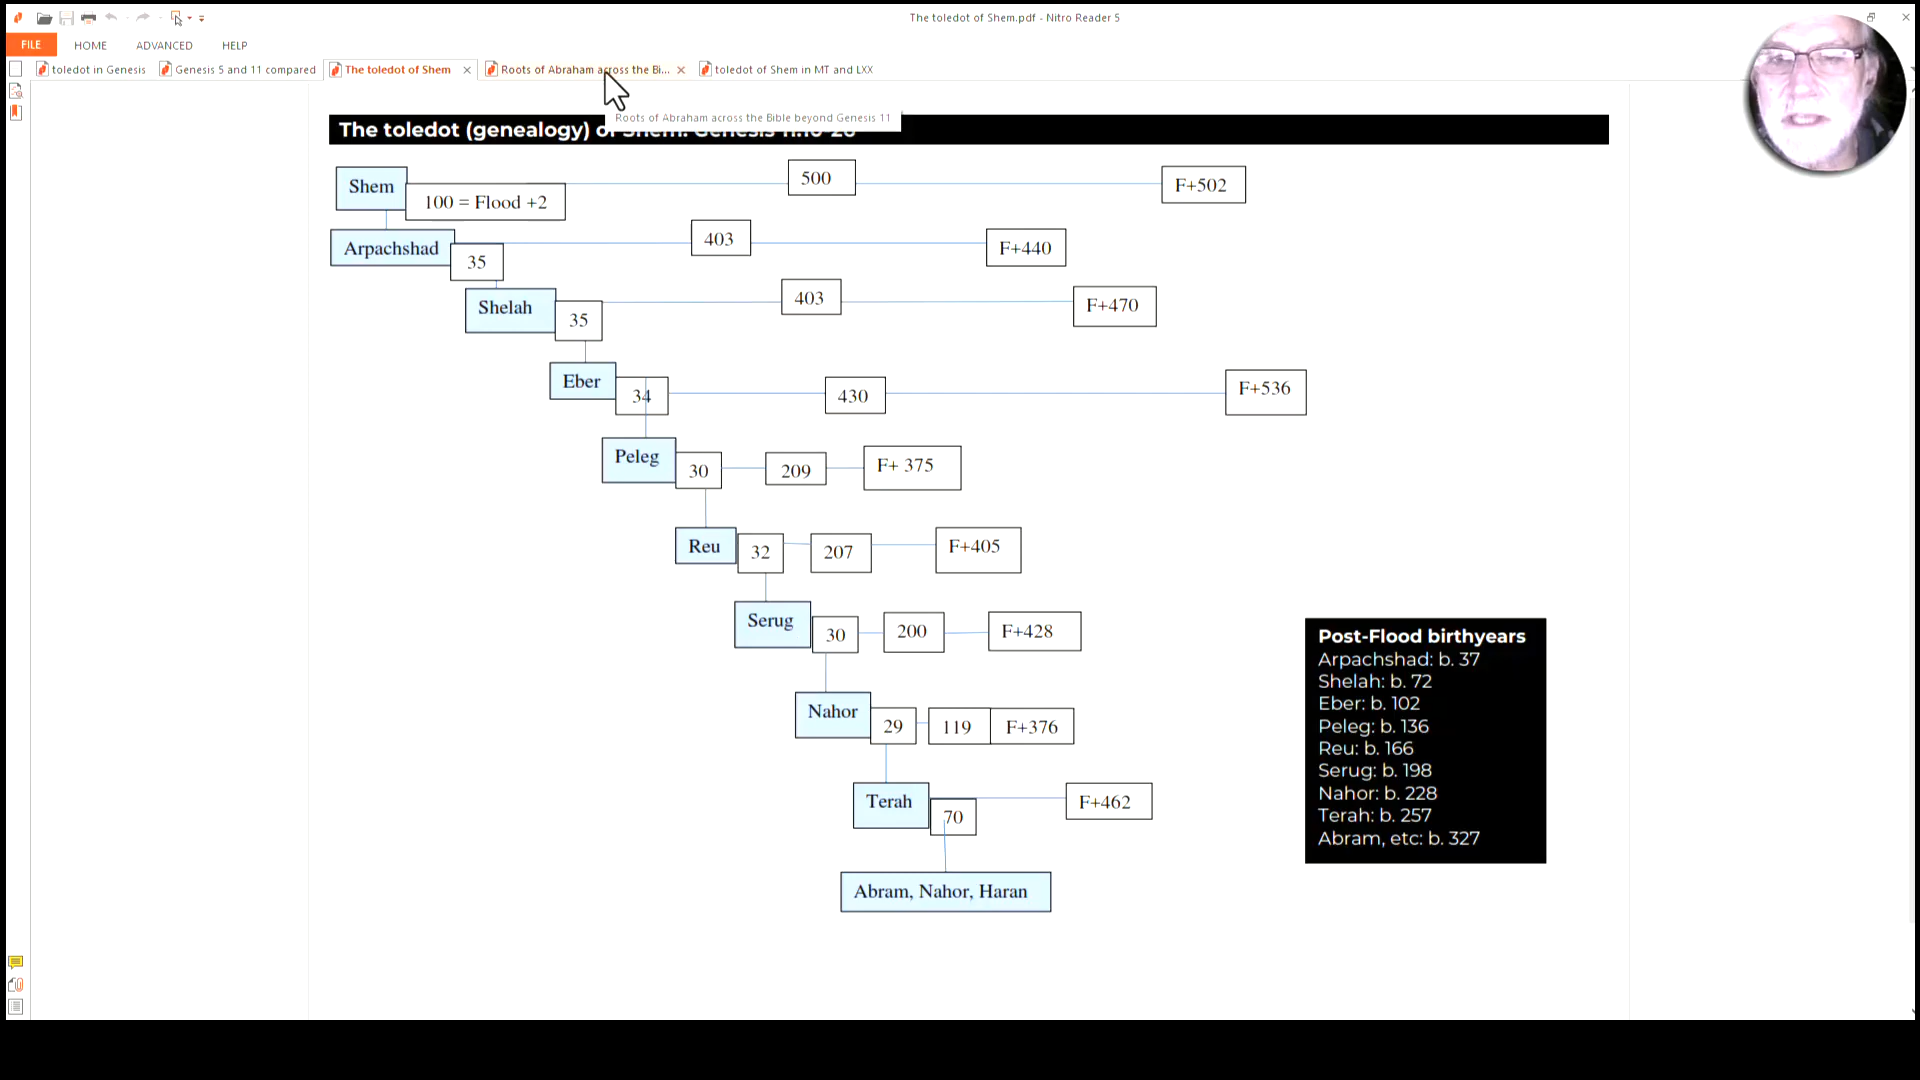 The toledot of Shem.pdf - Nitro Reader 5
FILE HOME ADVANCED HELP
toledot in Genesis Genesis 5 and 11 compared The toledot of Shem Roots of Abraham across the Bi... toledot of Shem in MT and LXX
Roots of Abraham across the Bible beyond Genesis 11
The toledot (genealogy) of Shem: Genesis 11:10-26
Shem 100 = Flood +2 500 F+502
Arpachshad 35 403 F+440
Shelah 35 403 F+470
Eber 34 430 F+536
Peleg 30 209 F+ 375
Reu 32 207 F+405
Serug 30 200 F+428
Nahor 29 119 F+376
Terah 70 F+462
Abram, Nahor, Haran
Post-Flood birthyears
Arpachshad: b. 37
Shelah: b. 72
Eber: b. 102
Peleg: b. 136
Reu: b. 166
Serug: b. 198
Nahor: b. 228
Terah: b. 257
Abram, etc: b. 327